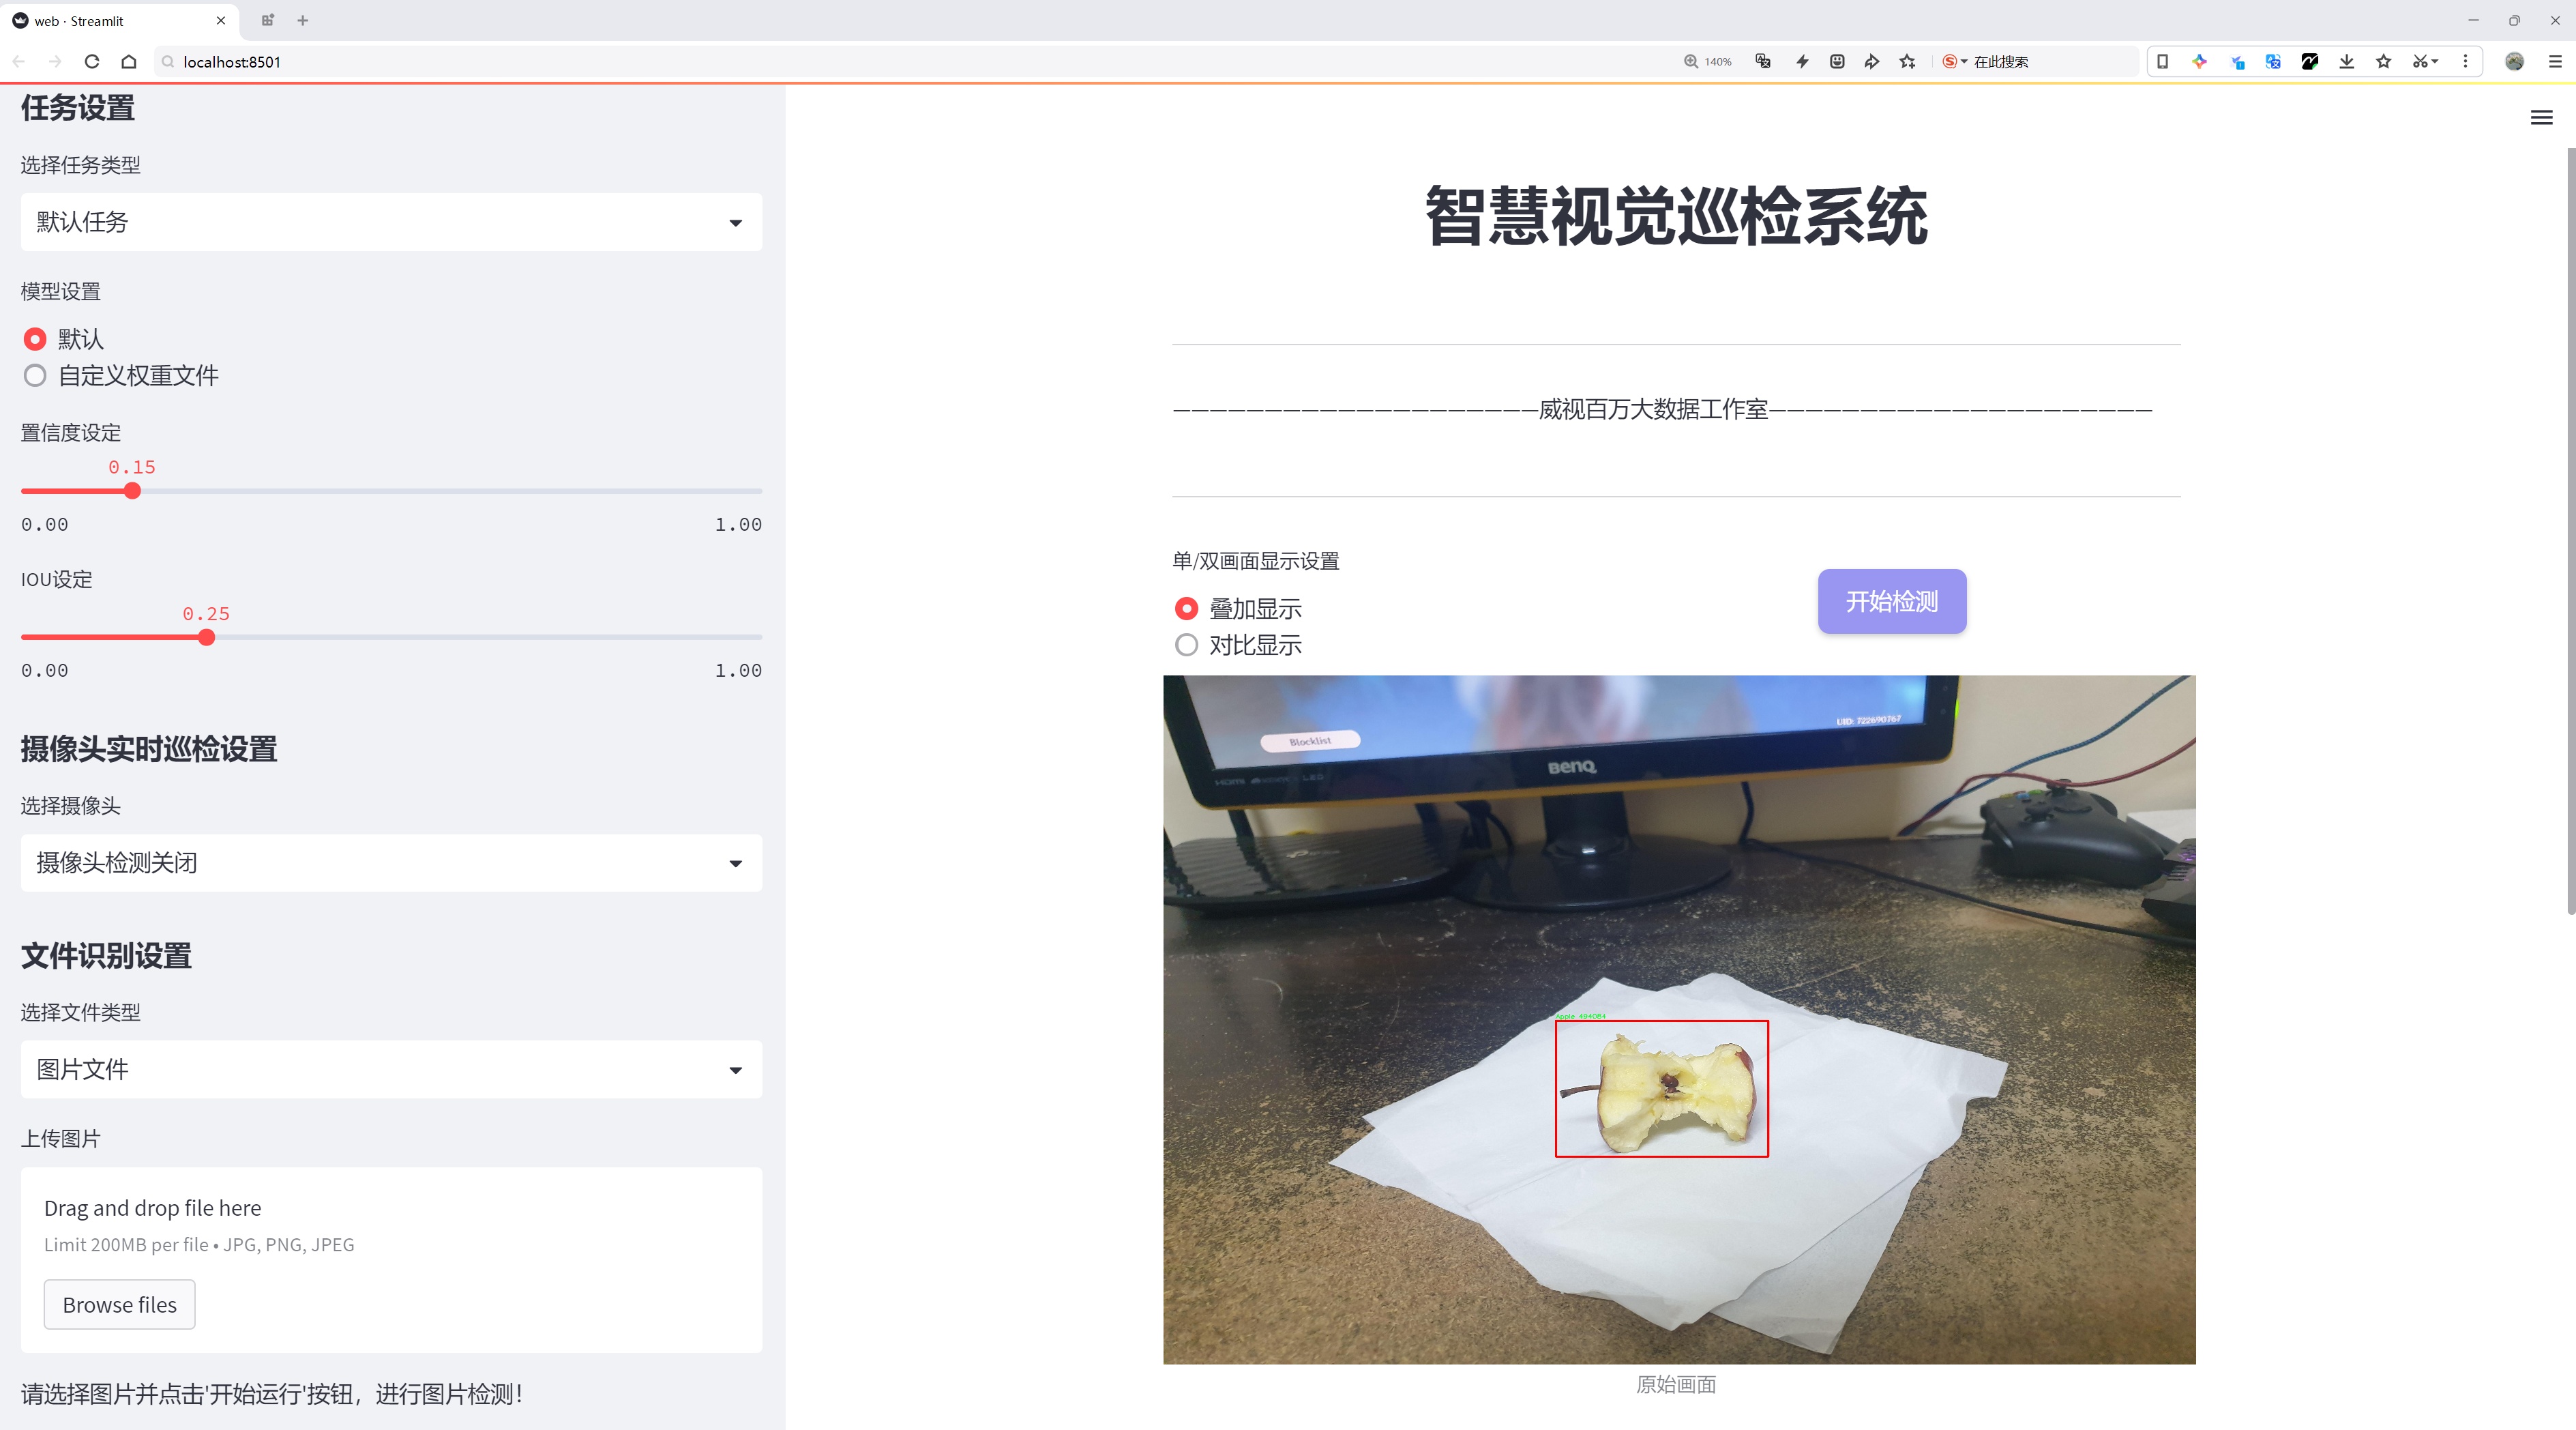 web · Streamlit
localhost:8501
140%
在此搜索
任务设置
选择任务类型
默认任务
模型设置
默认
自定义权重文件
置信度设定
0.15
0.00
1.00
IOU设定
0.25
0.00
1.00
摄像头实时巡检设置
选择摄像头
摄像头检测关闭
文件识别设置
选择文件类型
图片文件
上传图片
Drag and drop file here
Limit 200MB per file • JPG, PNG, JPEG
Browse files
请选择图片并点击'开始运行'按钮，进行图片检测！
智慧视觉巡检系统
—————————————————————威视百万大数据工作室—————————————————————
单/双画面显示设置
叠加显示
对比显示
开始检测
UID: 722690767
Blocklist
BenQ
HDMI
LED
Apple: 494084
原始画面